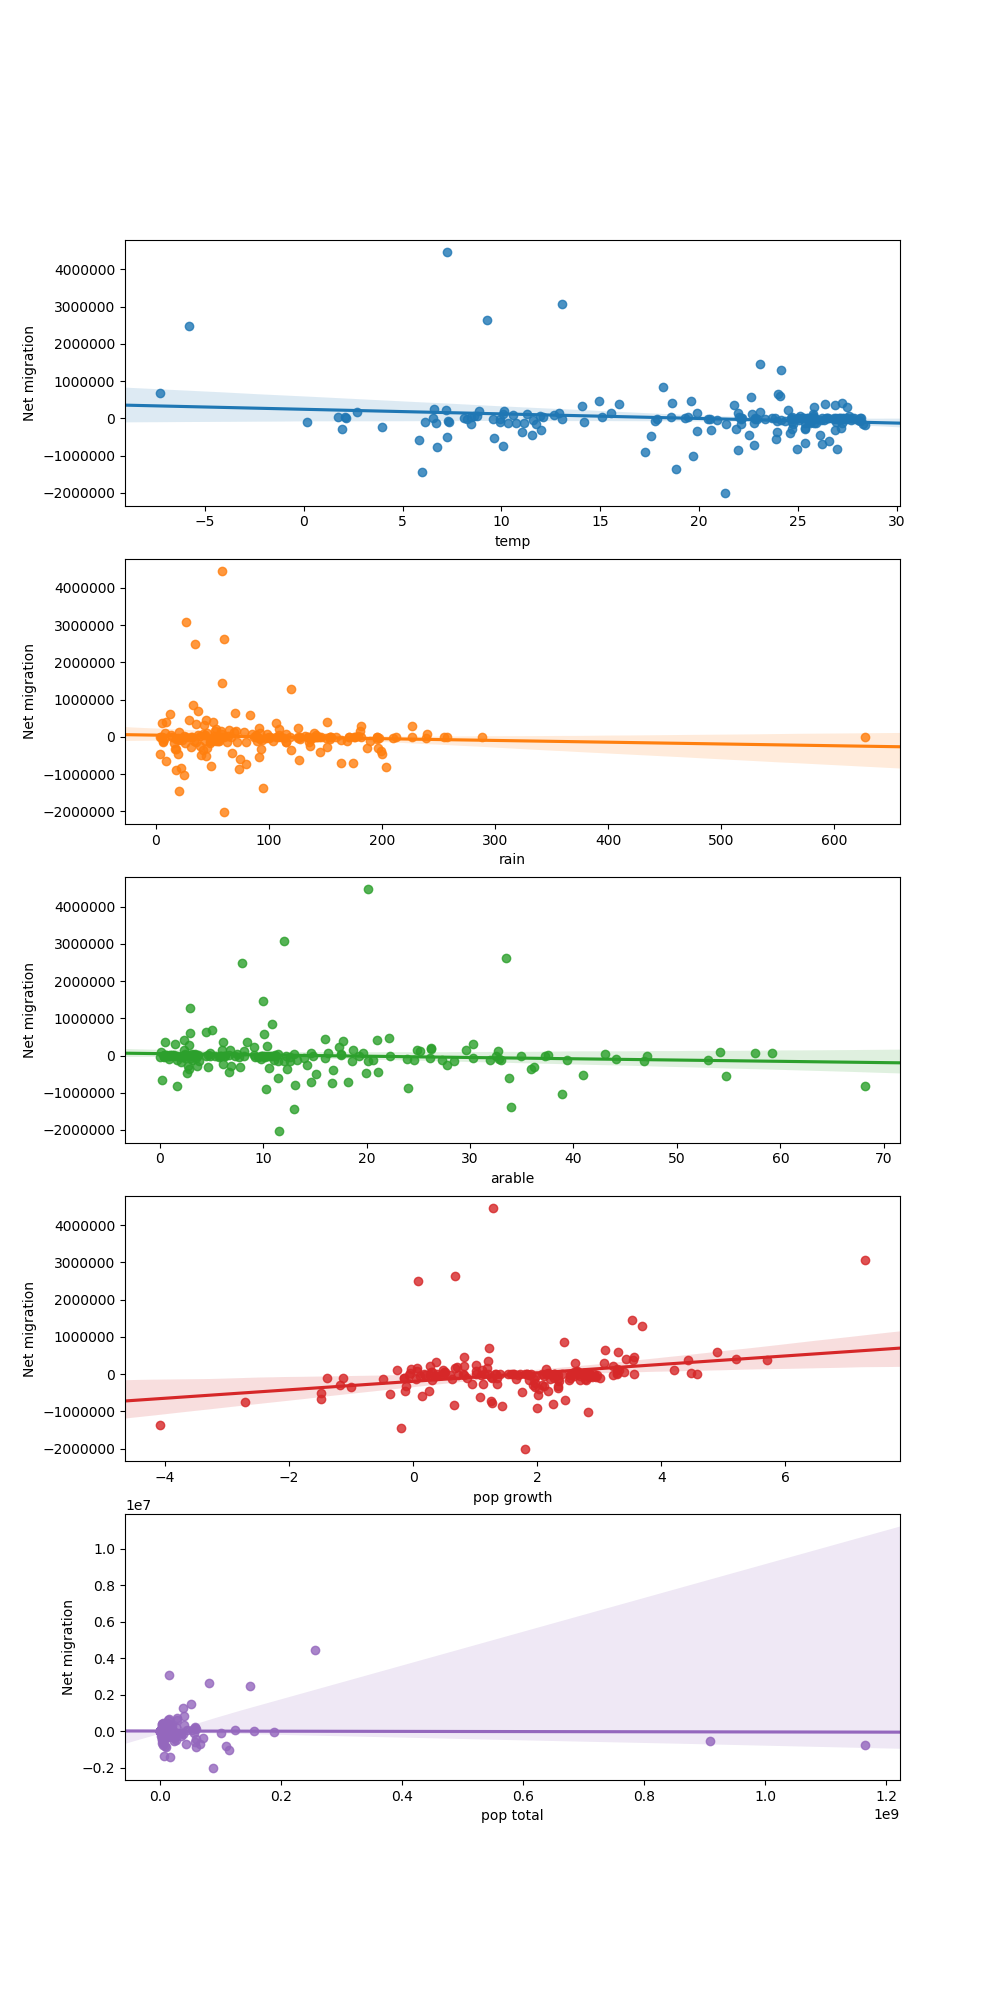 4000000
3000000
2000000
1000000
0
−1000000
−2000000
Net migration
−5 0 5 10 15 20 25 30
temp
4000000
3000000
2000000
1000000
0
−1000000
−2000000
Net migration
0 100 200 300 400 500 600
rain
4000000
3000000
2000000
1000000
0
−1000000
−2000000
Net migration
0 10 20 30 40 50 60 70
arable
4000000
3000000
2000000
1000000
0
−1000000
−2000000
Net migration
−4 −2 0 2 4 6
pop growth
1e7
1.0
0.8
0.6
0.4
0.2
0.0
−0.2
Net migration
0.0 0.2 0.4 0.6 0.8 1.0 1.2
pop total
1e9